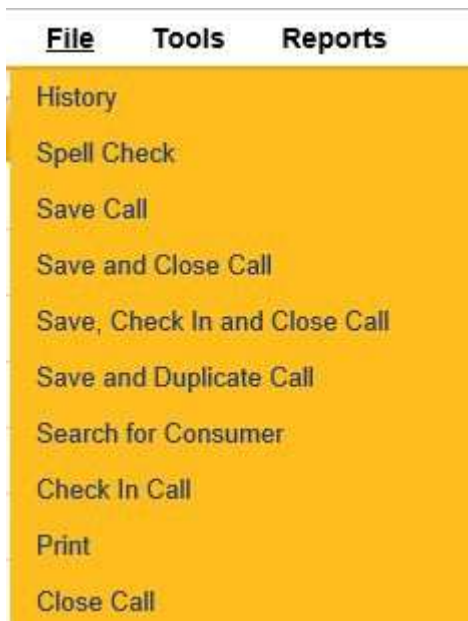 File Tools Reports
History
Spell Check
Save Call
Save and Close Call
Save, Check In and Close Call
Save and Duplicate Call
Search for Consumer
Check In Call
Print
Close Call